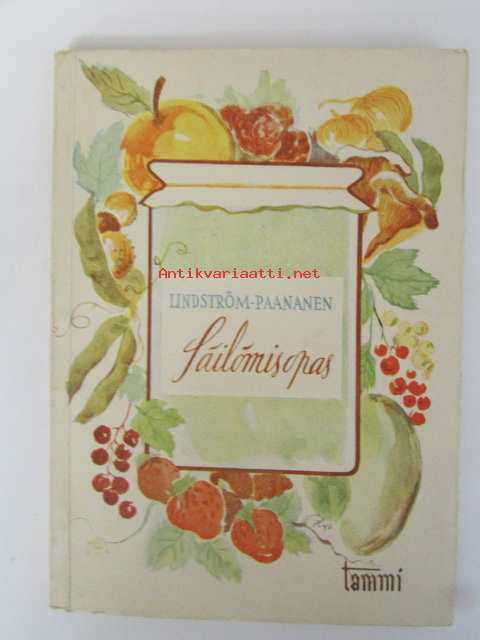 Antikvariaatti.net
LINDSTRÖM-PAANANEN
Säilömisopas
tammi